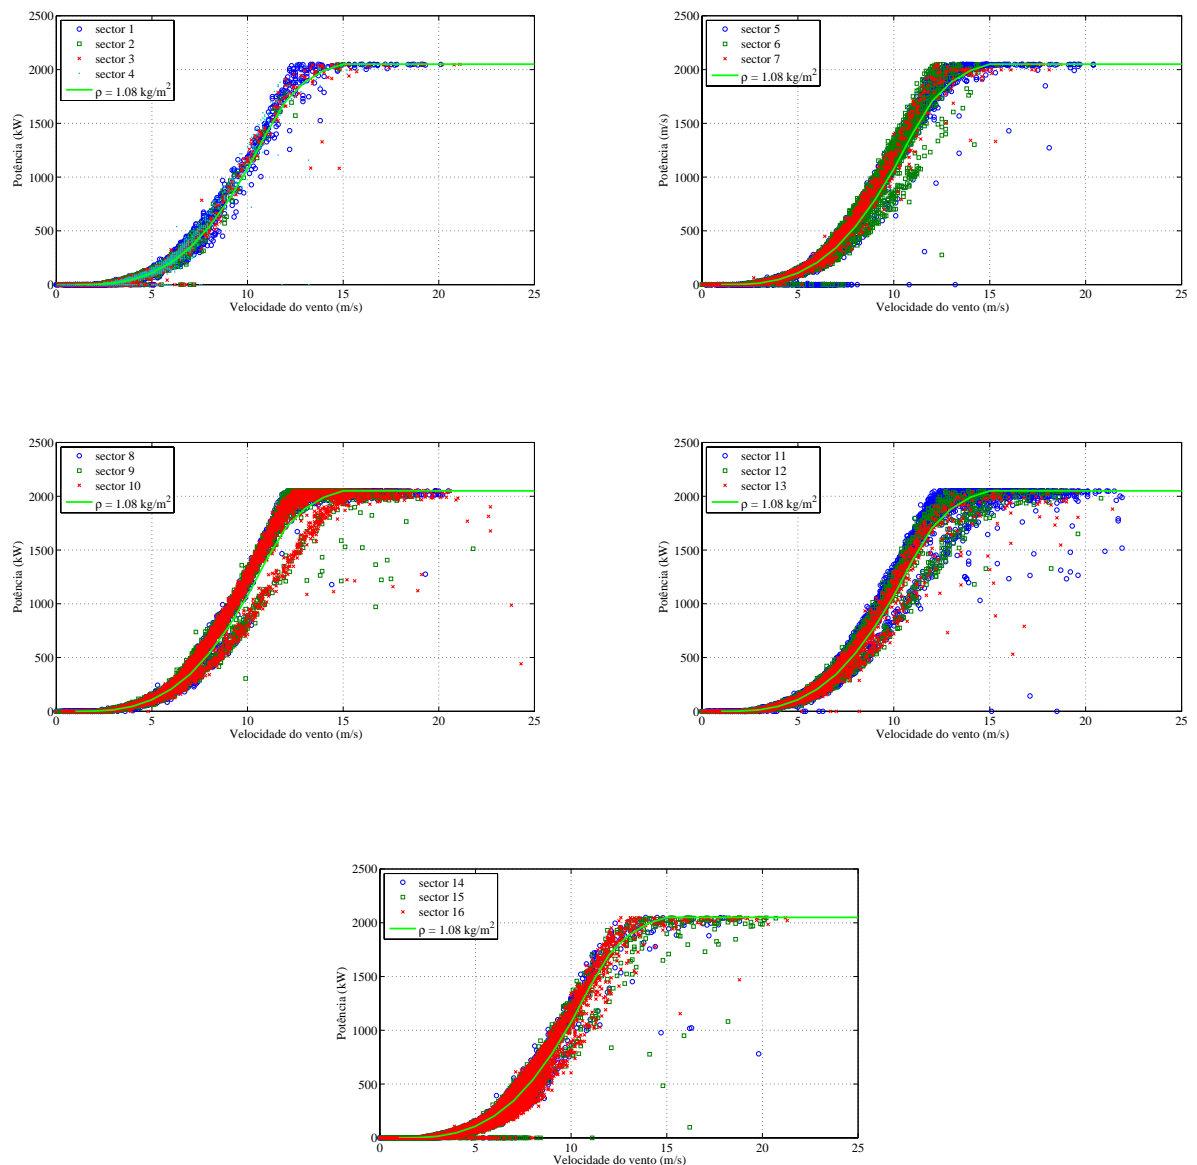 2500
2000
1500
1000
500
0
Potência (kW)
sector 1
sector 2
sector 3
sector 4
ρ = 1.08 kg/m²
0 5 10 15 20 25
Velocidade do vento (m/s)
2500
2000
1500
1000
500
0
Potência (m/s)
sector 5
sector 6
sector 7
ρ = 1.08 kg/m²
0 5 10 15 20 25
Velocidade do vento (m/s)
2500
2000
1500
1000
500
0
Potência (kW)
sector 8
sector 9
sector 10
ρ = 1.08 kg/m²
0 5 10 15 20 25
Velocidade do vento (m/s)
2500
2000
1500
1000
500
0
Potência (kW)
sector 11
sector 12
sector 13
ρ = 1.08 kg/m²
0 5 10 15 20 25
Velocidade do vento (m/s)
2500
2000
1500
1000
500
0
Potência (kW)
sector 14
sector 15
sector 16
ρ = 1.08 kg/m²
0 5 10 15 20 25
Velocidade do vento (m/s)